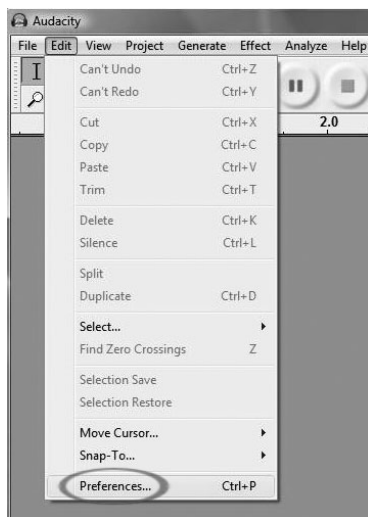 Audacity
File Edit View Project Generate Effect Analyze Help
Can't Undo Ctrl+Z
Can't Redo Ctrl+Y
2.0
Cut Ctrl+X
Copy Ctrl+C
Paste Ctrl+V
Trim Ctrl+T
Delete Ctrl+K
Silence Ctrl+L
Split
Duplicate Ctrl+D
Select...
Find Zero Crossings Z
Selection Save
Selection Restore
Move Cursor...
Snap-To...
Preferences... Ctrl+P